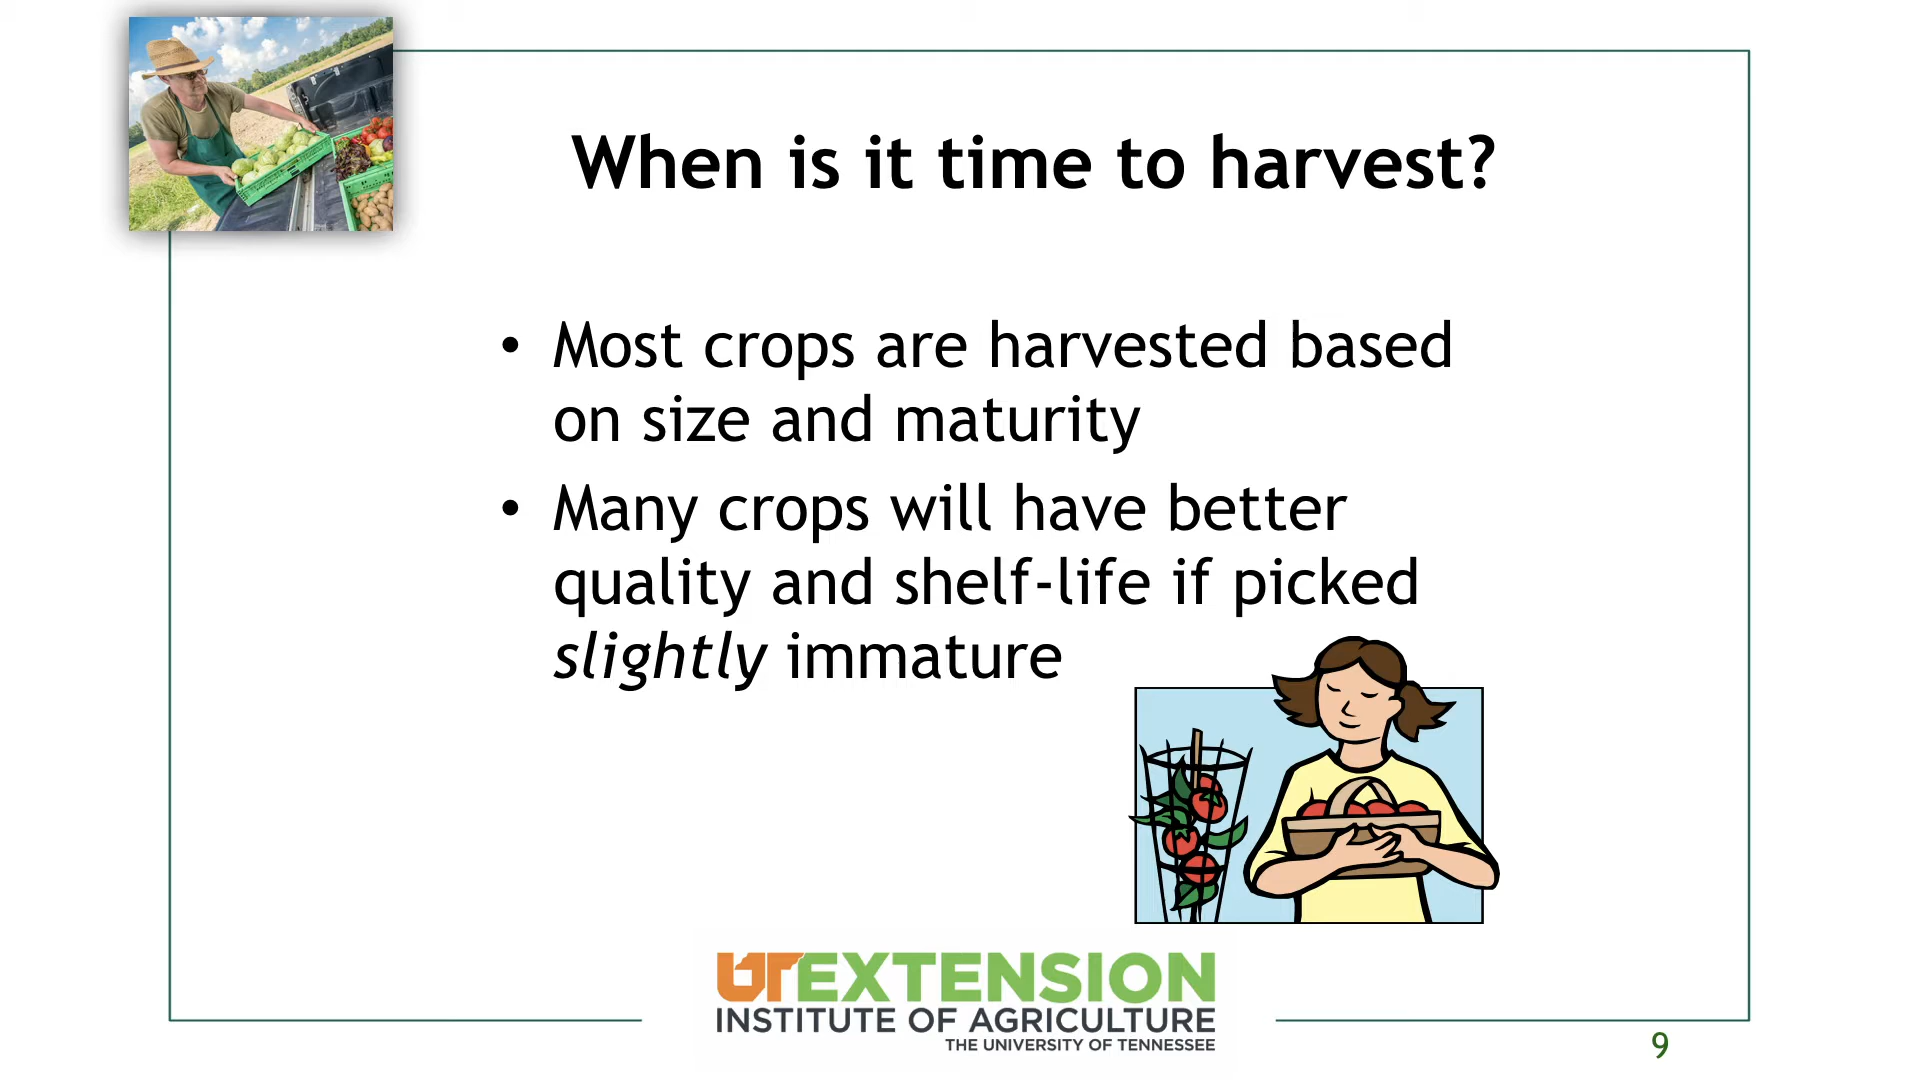 When is it time to harvest?
• Most crops are harvested based
on size and maturity
• Many crops will have better
quality and shelf-life if picked
slightly immature
UTEXTENSION
INSTITUTE OF AGRICULTURE
THE UNIVERSITY OF TENNESSEE
9